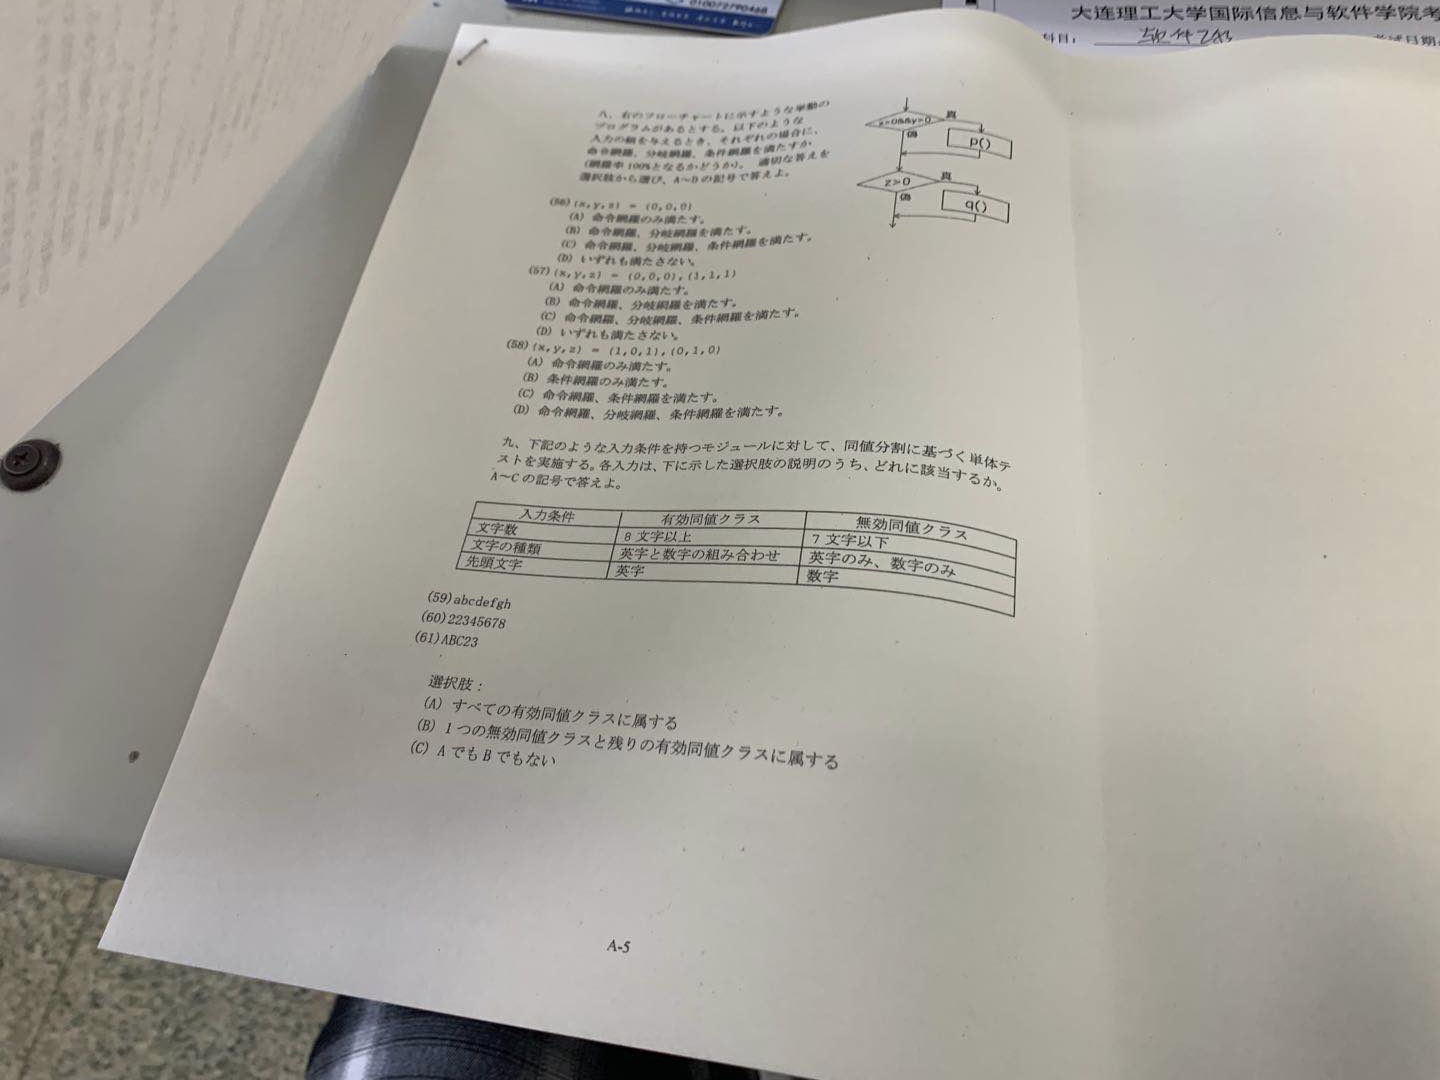 010072790468
大连理工大学国际信息与软件学院考
科目: 软件工程 考试日期
八、右のフローチャートに示すような挙動の
プログラムがあるとする。以下のような
入力の値を与えるとき、それぞれの場合に、
命令網羅、分岐網羅、条件網羅を満たすか
(網羅率100%となるかどうか)。 適切な答えを
選択肢から選び、A~Dの記号で答えよ。
x>0&&y>0
真
偽
p()
z>0
真
偽
q()
(56)(x,y,z) = (0,0,0)
(A) 命令網羅のみ満たす。
(B) 命令網羅、分岐網羅を満たす。
(C) 命令網羅、分岐網羅、条件網羅を満たす。
(D) いずれも満たさない。
(57)(x,y,z) = (0,0,0),(1,1,1)
(A) 命令網羅のみ満たす。
(B) 命令網羅、分岐網羅を満たす。
(C) 命令網羅、分岐網羅、条件網羅を満たす。
(D) いずれも満たさない。
(58)(x,y,z) = (1,0,1),(0,1,0)
(A) 命令網羅のみ満たす。
(B) 条件網羅のみ満たす。
(C) 命令網羅、条件網羅を満たす。
(D) 命令網羅、分岐網羅、条件網羅を満たす。
九、下記のような入力条件を持つモジュールに対して、同値分割に基づく単体テ
ストを実施する。各入力は、下に示した選択肢の説明のうち、どれに該当するか。
A~Cの記号で答えよ。
入力条件 有効同値クラス 無効同値クラス
文字数 8文字以上 7文字以下
文字の種類 英字と数字の組み合わせ 英字のみ、数字のみ
先頭文字 英字 数字
(59)abcdefgh
(60)22345678
(61)ABC23
選択肢:
(A) すべての有効同値クラスに属する
(B) 1つの無効同値クラスと残りの有効同値クラスに属する
(C) AでもBでもない
A-5